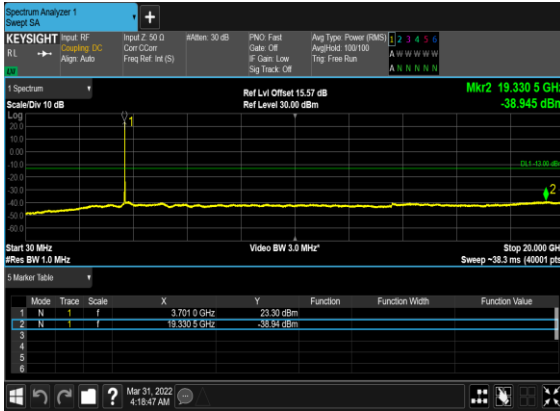 Spectrum Analyzer 1
Swept SA
+
KEYSIGHT Input: RF Input Z: 50 Ω #Atten: 30 dB PNO: Fast Avg Type: Power (RMS) 1 2 3 4 5 6
RL Coupling: DC Corr CCorr Gate: Off Avg|Hold: 100/100 A W W W W W
Align: Auto Freq Ref: Int (S) IF Gain: Low Trig: Free Run
Sig Track: Off A N N N N N
1 Spectrum Ref Lvl Offset 15.57 dB Mkr2 19.330 5 GHz
Scale/Div 10 dB Ref Level 30.00 dBm -38.945 dBm
Log
20.0 1
10.0
0.00
-10.0 DL1 -13.00 dBm
-20.0
-30.0 2
-40.0
-50.0
-60.0
Start 30 MHz Video BW 3.0 MHz* Stop 20.000 GHz
#Res BW 1.0 MHz Sweep ~38.3 ms (40001 pts)
5 Marker Table
Mode Trace Scale X Y Function Function Width Function Value
1 N 1 f 3.701 0 GHz 23.30 dBm
2 N 1 f 19.330 5 GHz -38.94 dBm
3
4
5
6
? Mar 31, 2022
4:18:47 AM